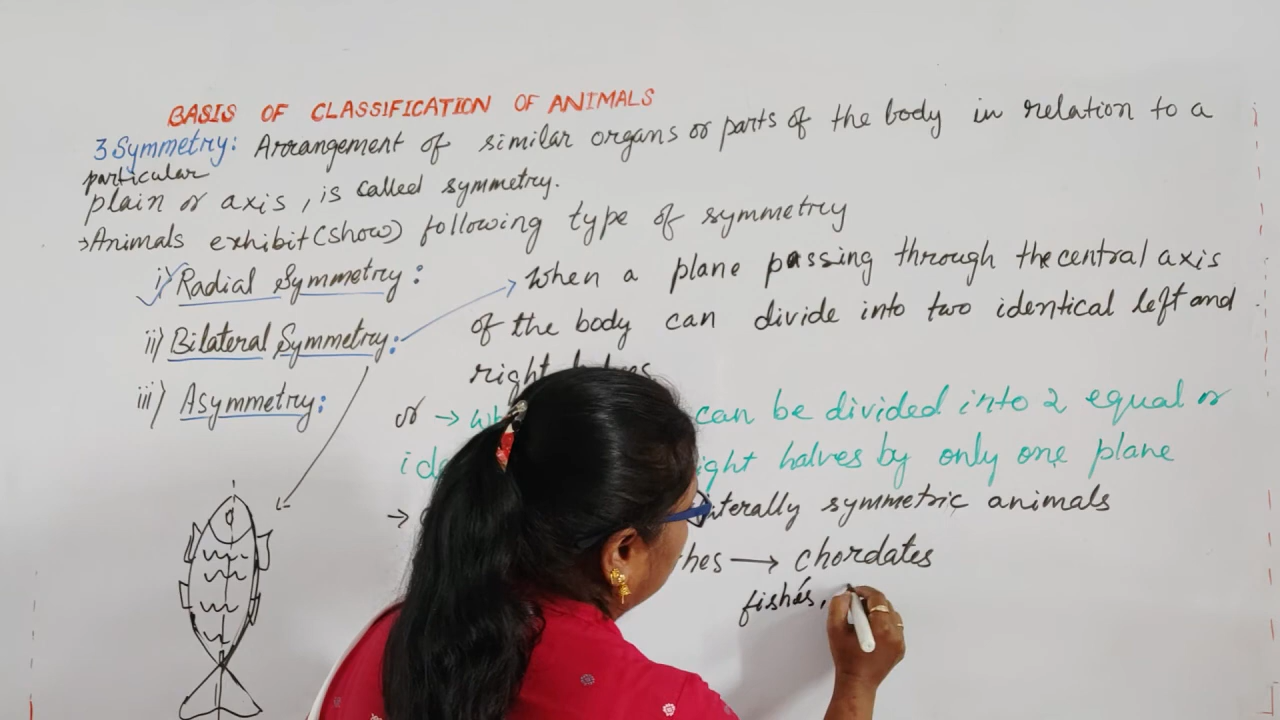 BASIS OF CLASSIFICATION OF ANIMALS
3 Symmetry: Arrangement of similar organs or parts of the body in relation to a
particular
plain or axis, is called symmetry.
→Animals exhibit (show) following type of symmetry
i) Radial Symmetry:
→ When a plane passing through the central axis
ii) Bilateral Symmetry:
of the body can divide into two identical left and
right halves
iii) Asymmetry:
or → can be divided into 2 equal or
halves by only one plane
→ symmetric animals
→ chordates
fishes,